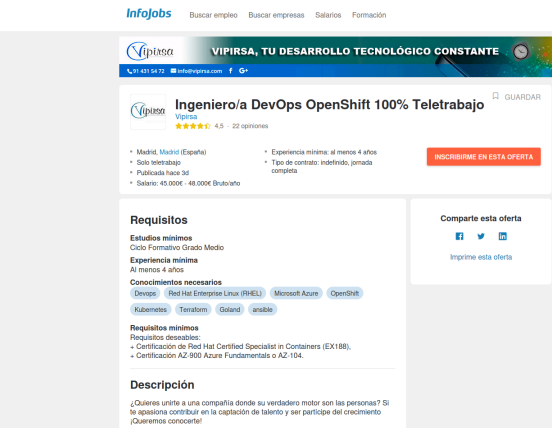 InfoJobs
Buscar empleo Buscar empresas Salarios Formación
Vipirsa VIPIRSA, TU DESARROLLO TECNOLÓGICO CONSTANTE
91 431 54 72 info@vipirsa.com f G+
Vipirsa
Ingeniero/a DevOps OpenShift 100% Teletrabajo
GUARDAR
Vipirsa
4,5 - 22 opiniones
Madrid, Madrid (España)
Solo teletrabajo
Publicada hace 3d
Salario: 45.000€ - 48.000€ Bruto/año
Experiencia mínima: al menos 4 años
Tipo de contrato: indefinido, jornada
completa
INSCRIBIRME EN ESTA OFERTA
Requisitos
Estudios mínimos
Ciclo Formativo Grado Medio
Experiencia mínima
Al menos 4 años
Conocimientos necesarios
Devops Red Hat Enterprise Linux (RHEL) Microsoft Azure OpenShift
Kubernetes Terraform Goland ansible
Requisitos mínimos
Requisitos deseables:
+ Certificación de Red Hat Certified Specialist in Containers (EX188),
+ Certificación AZ-900 Azure Fundamentals o AZ-104.
Descripción
¿Quieres unirte a una compañía donde su verdadero motor son las personas? Si
te apasiona contribuir en la captación de talento y ser partícipe del crecimiento
¡Queremos conocerte!
Comparte esta oferta
Imprime esta oferta